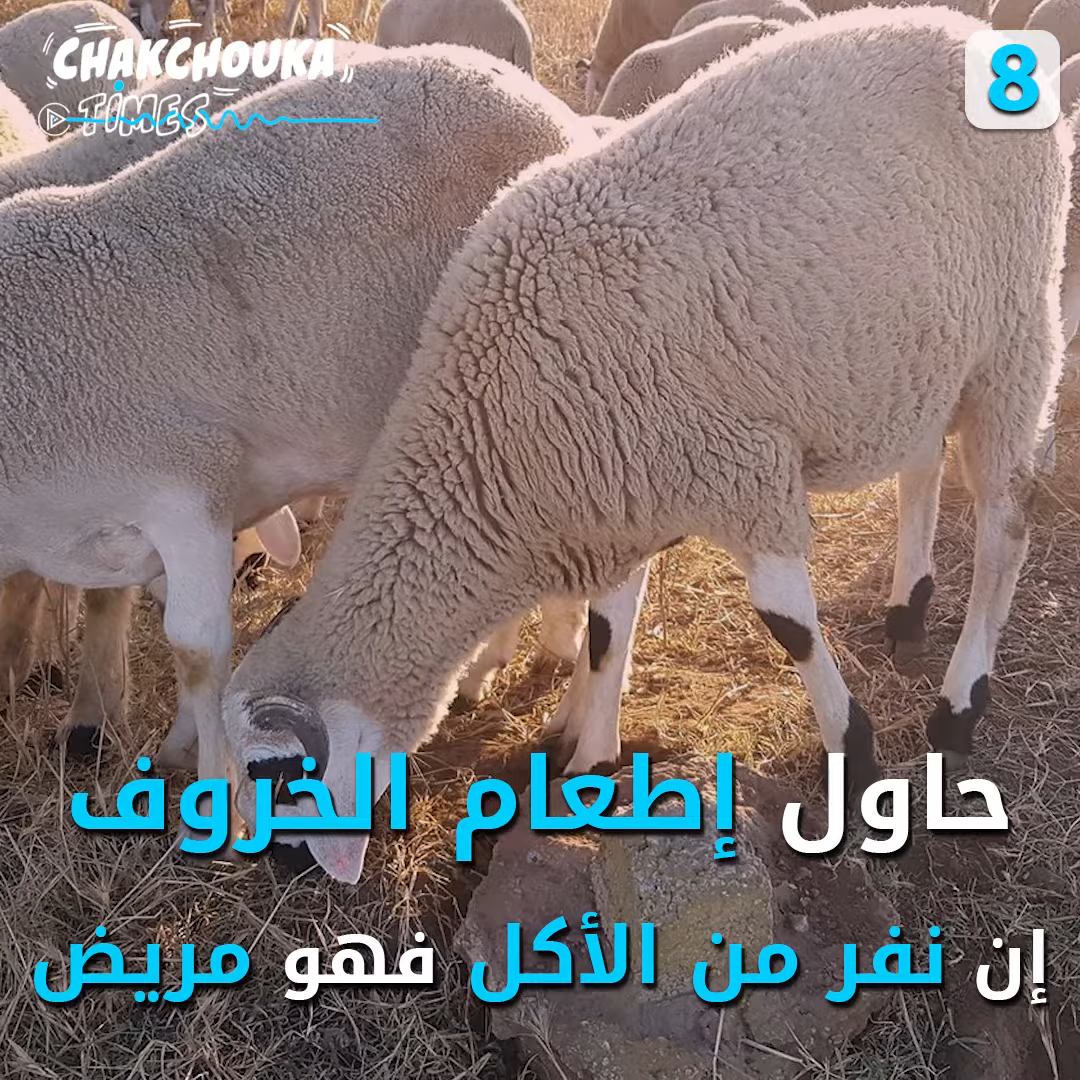 CHAKCHOUKA
TIMES
8
حاول إطعام الخروف
إن نفر من الأكل فهو مريض